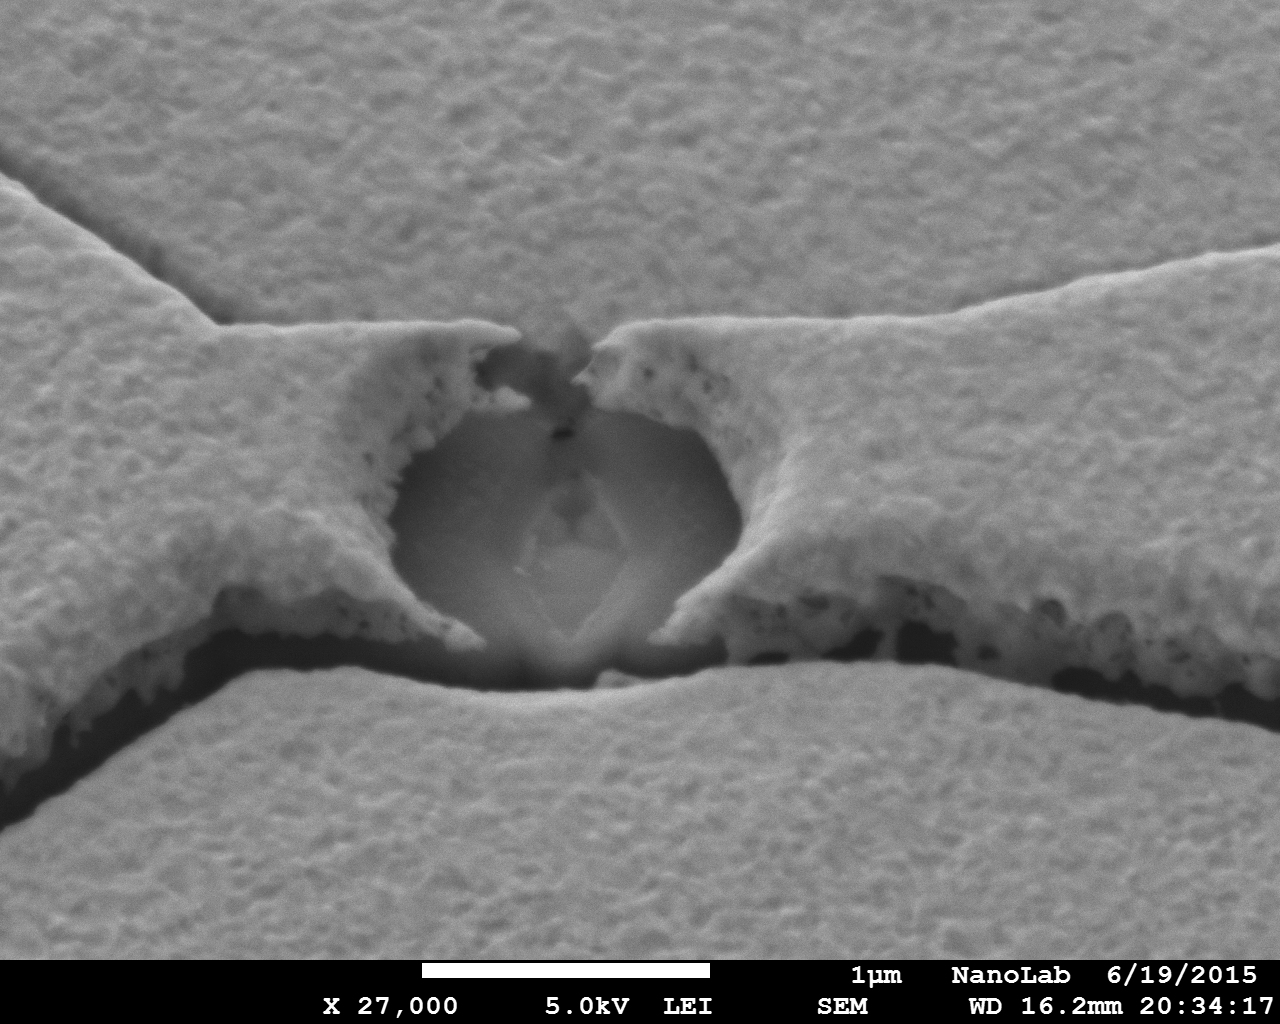 1µm NanoLab 6/19/2015
X 27,000 5.0kV LEI SEM WD 16.2mm 20:34:17